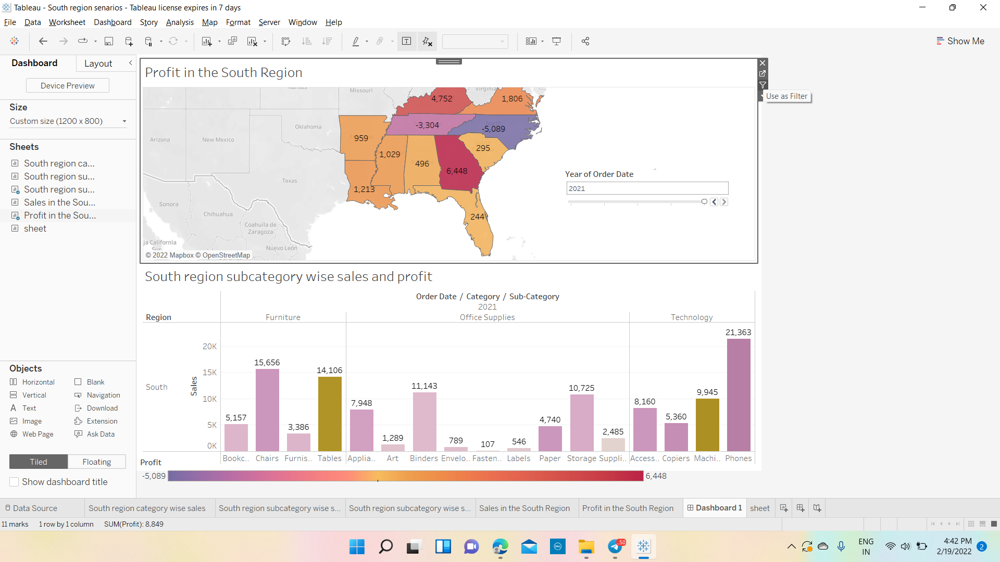 Tableau - South region senarios - Tableau license expires in 7 days
File Data Worksheet Dashboard Story Analysis Map Format Server Window Help
Show Me
Dashboard Layout
Device Preview
Size
Custom size (1200 x 800)
Sheets
South region ca...
South region su...
South region su...
Sales in the Sou...
Profit in the Sou...
sheet
Objects
Horizontal Blank
Vertical Navigation
Text Download
Image Extension
Web Page Ask Data
Tiled Floating
Show dashboard title
Profit in the South Region
Use as Filter
Missouri Virginia
4,752 1,806
Oklahoma -3,304 -5,089
Arizona New Mexico 959
295
1,029
496
6,448
Texas
1,213
Sonora
Chihuahua
244
Coahuila de
Zaragoza
ja California
Sur
Nuevo León
© 2022 Mapbox © OpenStreetMap
Year of Order Date
2021
South region subcategory wise sales and profit
Order Date / Category / Sub-Category
2021
Region Furniture Office Supplies Technology
South
Sales
20K
15K
10K
5K
0K
5,157 15,656 3,386 14,106 7,948 1,289 11,143 789 107 546 4,740 10,725 2,485 8,160 5,360 9,945 21,363
Bookc.. Chairs Furnis.. Tables Applia.. Art Binders Envelo.. Fasten.. Labels Paper Storage Suppli.. Access.. Copiers Machi.. Phones
Profit
-5,089 6,448
Data Source South region category wise sales South region subcategory wise s... South region subcategory wise s... Sales in the South Region Profit in the South Region Dashboard 1 sheet
11 marks 1 row by 1 column SUM(Profit): 8,849
DELL
50
ENG
IN
4:42 PM
2/19/2022
2